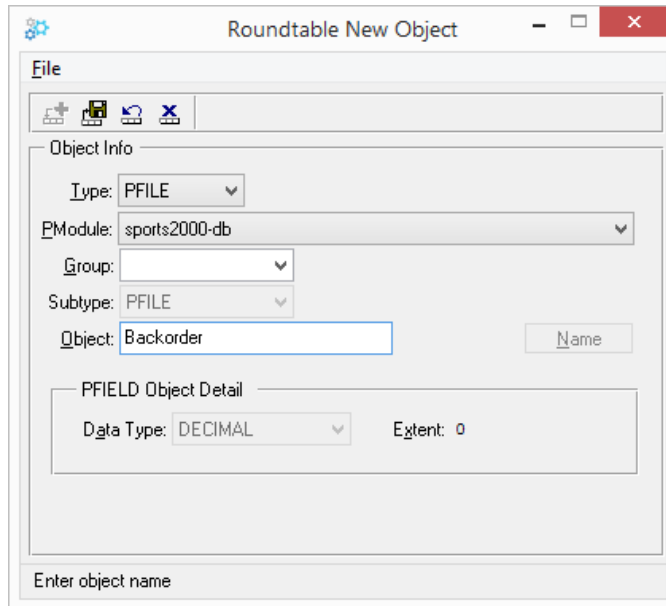 Roundtable New Object
File
Object Info
Type: PFILE
PModule: sports2000-db
Group:
Subtype: PFILE
Object: Backorder Name
PFIELD Object Detail
Data Type: DECIMAL Extent: 0
Enter object name